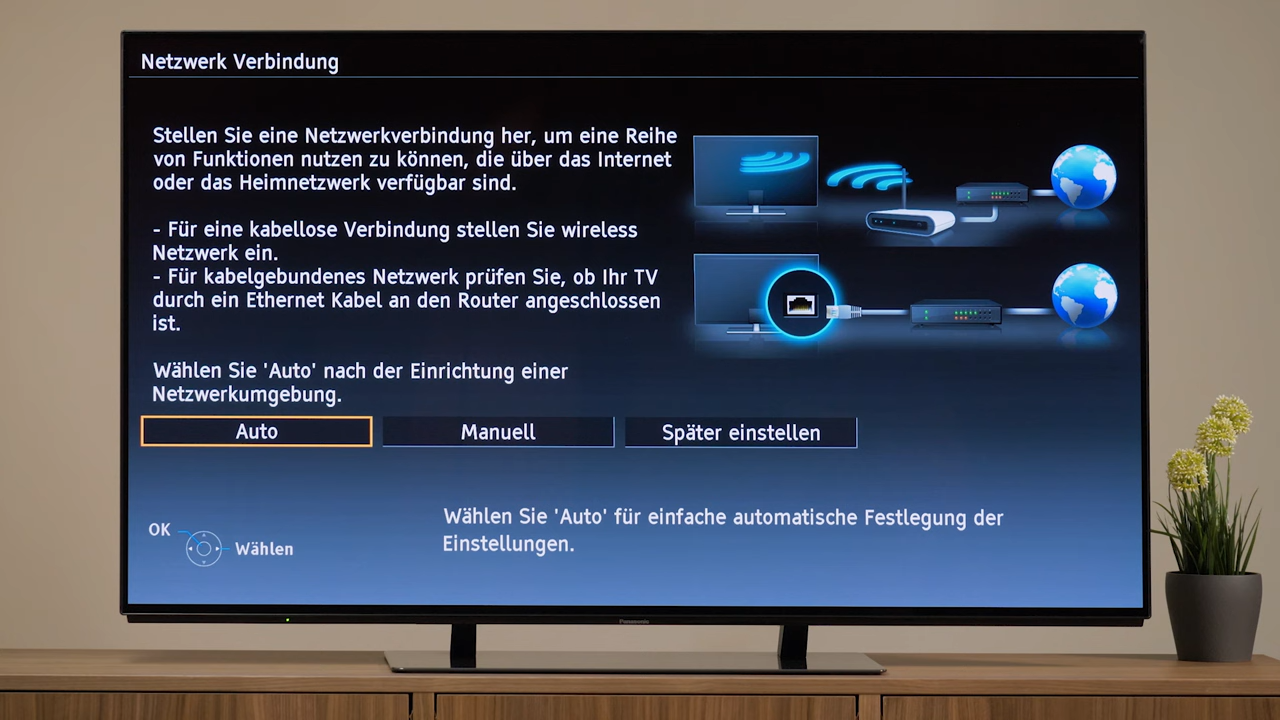 Netzwerk Verbindung
Stellen Sie eine Netzwerkverbindung her, um eine Reihe
von Funktionen nutzen zu können, die über das Internet
oder das Heimnetzwerk verfügbar sind.
- Für eine kabellose Verbindung stellen Sie wireless
Netzwerk ein.
- Für kabelgebundenes Netzwerk prüfen Sie, ob Ihr TV
durch ein Ethernet Kabel an den Router angeschlossen
ist.
Wählen Sie 'Auto' nach der Einrichtung einer
Netzwerkumgebung.
Auto
Manuell
Später einstellen
OK
Wählen
Wählen Sie 'Auto' für einfache automatische Festlegung der
Einstellungen.
Panasonic